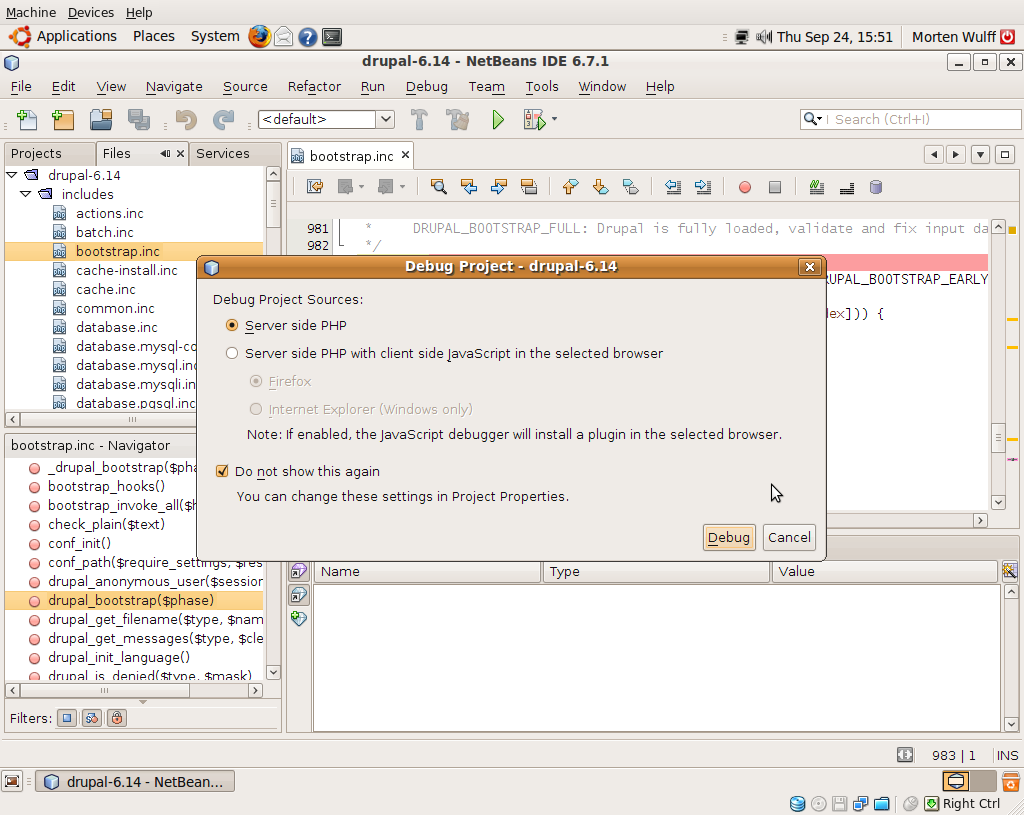 Machine Devices Help
Applications Places System Thu Sep 24, 15:51 Morten Wulff
drupal-6.14 - NetBeans IDE 6.7.1
File Edit View Navigate Source Refactor Run Debug Team Tools Window Help
<default> Search (Ctrl+I)
Projects Files Services
bootstrap.inc
drupal-6.14
includes
actions.inc
batch.inc
bootstrap.inc
cache-install.inc
cache.inc
common.inc
database.inc
database.mysql-co
database.mysql.inc
database.mysqli.in
database.pgsql.inc
981 * DRUPAL_BOOTSTRAP_FULL: Drupal is fully loaded, validate and fix input da
982 */
RUPAL_BOOTSTRAP_EARLY
dex])) {
Debug Project - drupal-6.14
Debug Project Sources:
Server side PHP
Server side PHP with client side JavaScript in the selected browser
Firefox
Internet Explorer (Windows only)
Note: If enabled, the JavaScript debugger will install a plugin in the selected browser.
Do not show this again
You can change these settings in Project Properties.
Debug Cancel
bootstrap.inc - Navigator
_drupal_bootstrap($pha
bootstrap_hooks()
bootstrap_invoke_all($h
check_plain($text)
conf_init()
conf_path($require_settings, $res
drupal_anonymous_user($session
drupal_bootstrap($phase)
drupal_get_filename($type, $nam
drupal_get_messages($type, $cle
drupal_init_language()
drupal_is_denied($type, $mask)
Filters:
Name Type Value
983 | 1 INS
drupal-6.14 - NetBean...
Right Ctrl